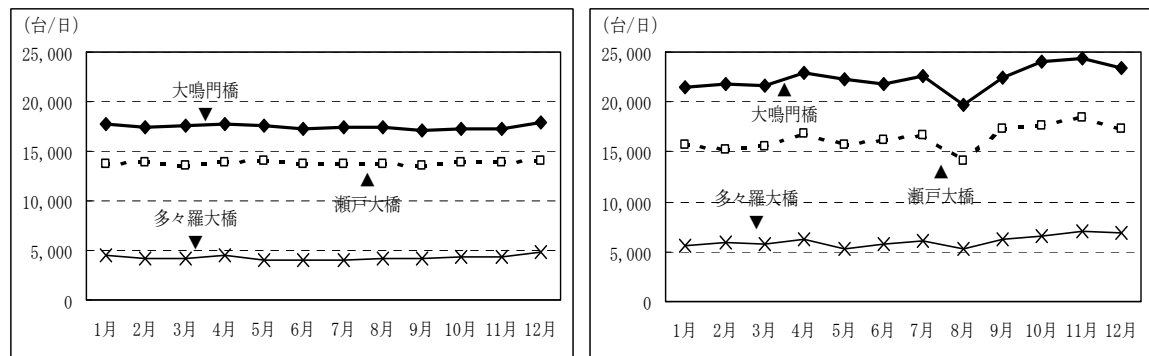 (台/日)
25,000
20,000
15,000
10,000
5,000
0
大鳴門橋
瀬戸大橋
多々羅大橋
1月 2月 3月 4月 5月 6月 7月 8月 9月 10月 11月 12月
(台/日)
25,000
20,000
15,000
10,000
5,000
0
大鳴門橋
瀬戸大橋
多々羅大橋
1月 2月 3月 4月 5月 6月 7月 8月 9月 10月 11月 12月